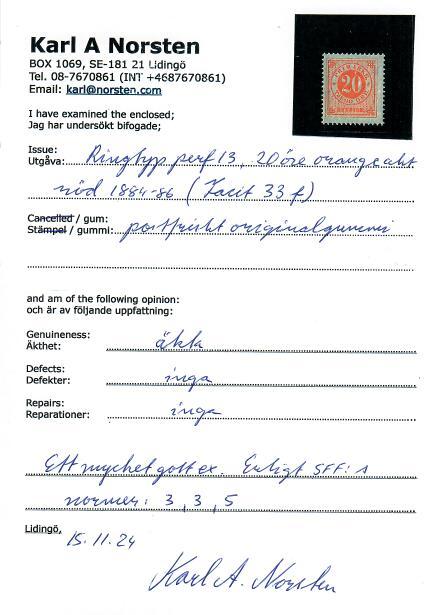 Karl A Norsten
BOX 1069, SE-181 21 Lidingö
Tel. 08-7670861 (INT +4687670861)
Email: karl@norsten.com
20
I have examined the enclosed;
Jag har undersökt bifogade;
Issue:
Utgåva: Ringtyp perf 13, 20 öre orangeakt
röd 1884-86 (Facit 33 f)
Cancelled / gum:
Stämpel / gummi: postfriskt originalgummi
and am of the following opinion:
och är av följande uppfattning:
Genuineness:
Äkthet: äkta
Defects:
Defekter: inga
Repairs:
Reparationer: inga
Ett mycket gott ex. Enligt SFF:s
normer: 3, 3, 5
Lidingö, 15.11.24
Karl A. Norsten